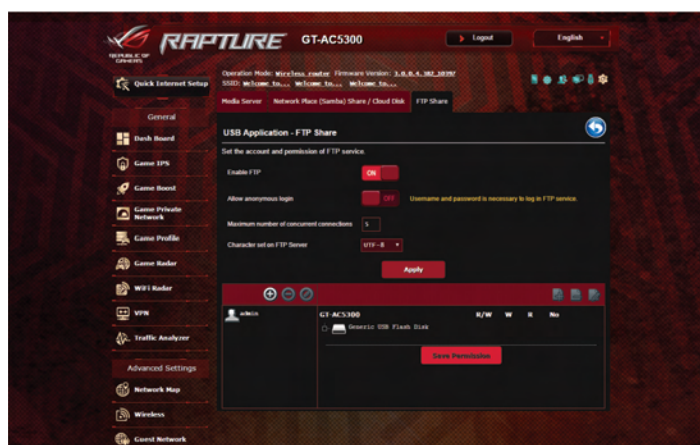 REPUBLIC OF
GAMERS
RAPTURE GT-AC5300 Logout English
Operation Mode: Wireless router Firmware Version: 3.0.0.4.382_18397
SSID: Welcome to... Welcome to... Welcome to...
Quick Internet Setup
Media Server Network Place (Samba) Share / Cloud Disk FTP Share
General
Dash Board
Game IPS
Game Boost
Game Private
Network
Game Profile
Game Radar
WiFi Radar
VPN
Traffic Analyzer
Advanced Settings
Network Map
Wireless
Guest Network
USB Application - FTP Share
Set the account and permission of FTP service.
Enable FTP ON
Allow anonymous login OFF Username and password is necessary to log in FTP service.
Maximum number of concurrent connections 5
Character set on FTP Server UTF-8
Apply
admin
GT-AC5300 R/W W R No
Generic USB Flash Disk
Save Permission